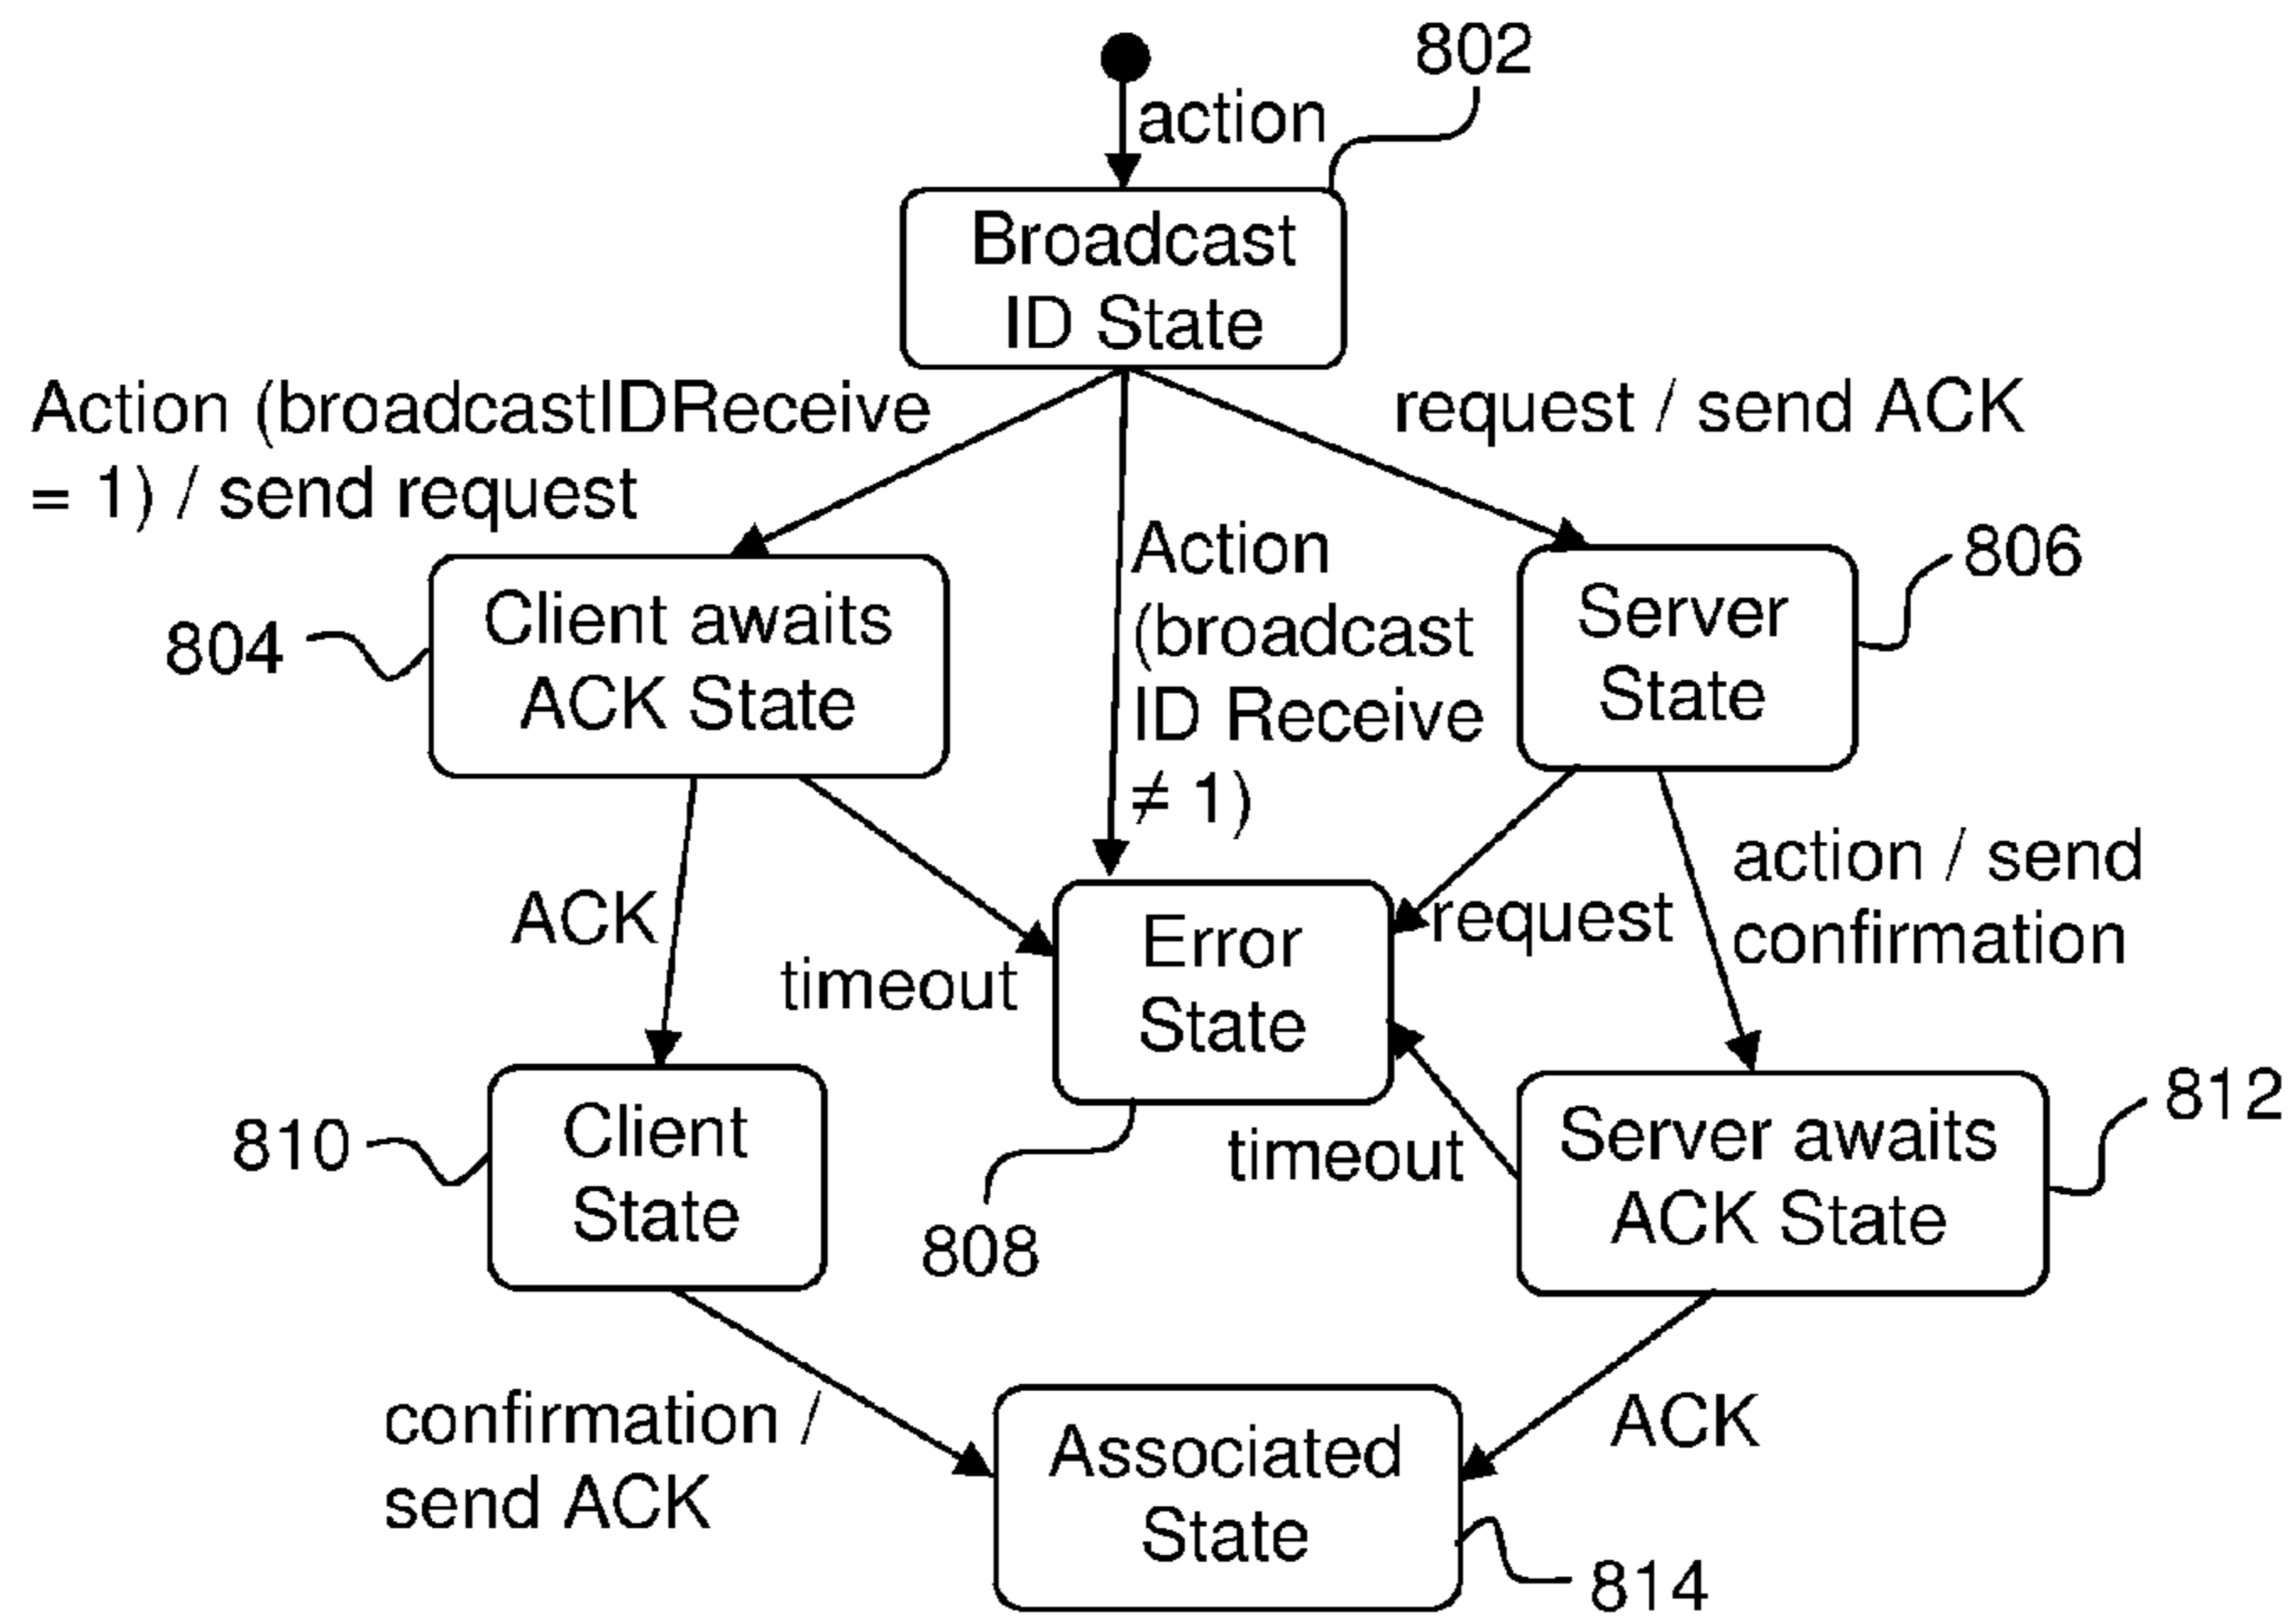 802
action
Broadcast
ID State
Action (broadcastIDReceive
= 1) / send request
request / send ACK
Action
(broadcast
ID Receive
≠ 1)
804
Client awaits
ACK State
Server
State
806
ACK
timeout
Error
State
request
action / send
confirmation
810
Client
State
808
timeout
Server awaits
ACK State
812
confirmation /
send ACK
Associated
State
ACK
814